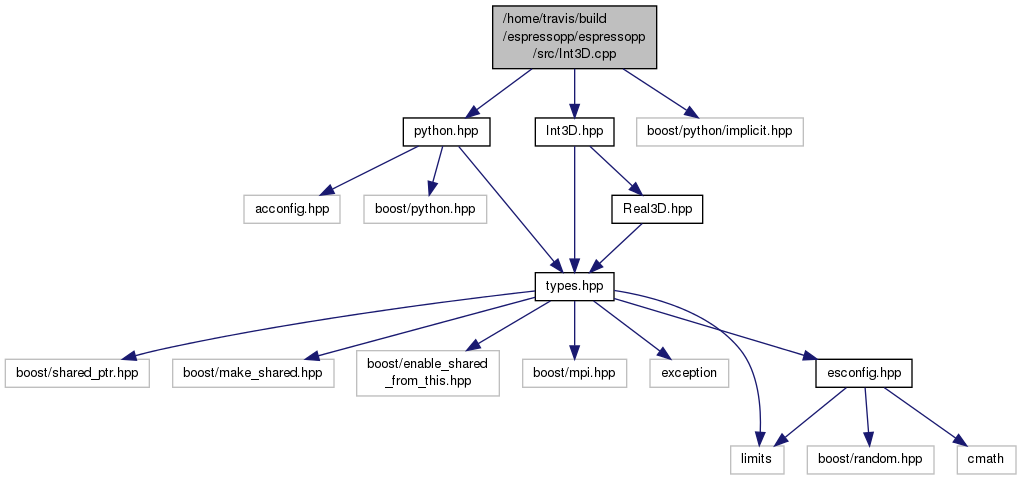 /home/travis/build
/espressopp/espressopp
/src/Int3D.cpp
python.hpp
Int3D.hpp
boost/python/implicit.hpp
acconfig.hpp
boost/python.hpp
Real3D.hpp
types.hpp
boost/shared_ptr.hpp
boost/make_shared.hpp
boost/enable_shared
_from_this.hpp
boost/mpi.hpp
exception
esconfig.hpp
limits
boost/random.hpp
cmath